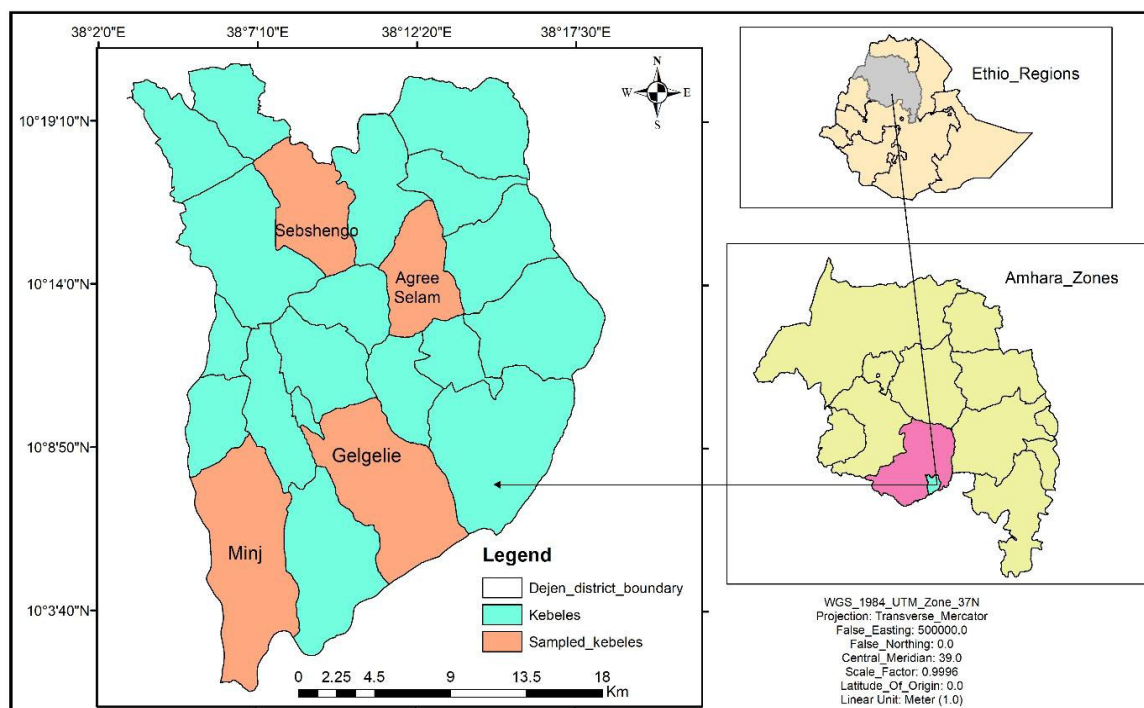 38°2'0"E 38°7'10"E 38°12'20"E 38°17'30"E
10°19'10"N
10°14'0"N
10°8'50"N
10°3'40"N
N
W E
S
Sebshengo
Agree
Selam
Gelgelie
Minj
Legend
Dejen_district_boundary
Kebeles
Sampled_kebeles
0 2.25 4.5 9 13.5 18
Km
Ethio_Regions
Amhara_Zones
WGS_1984_UTM_Zone_37N
Projection: Transverse_Mercator
False_Easting: 500000.0
False_Northing: 0.0
Central_Meridian: 39.0
Scale_Factor: 0.9996
Latitude_Of_Origin: 0.0
Linear Unit: Meter (1.0)